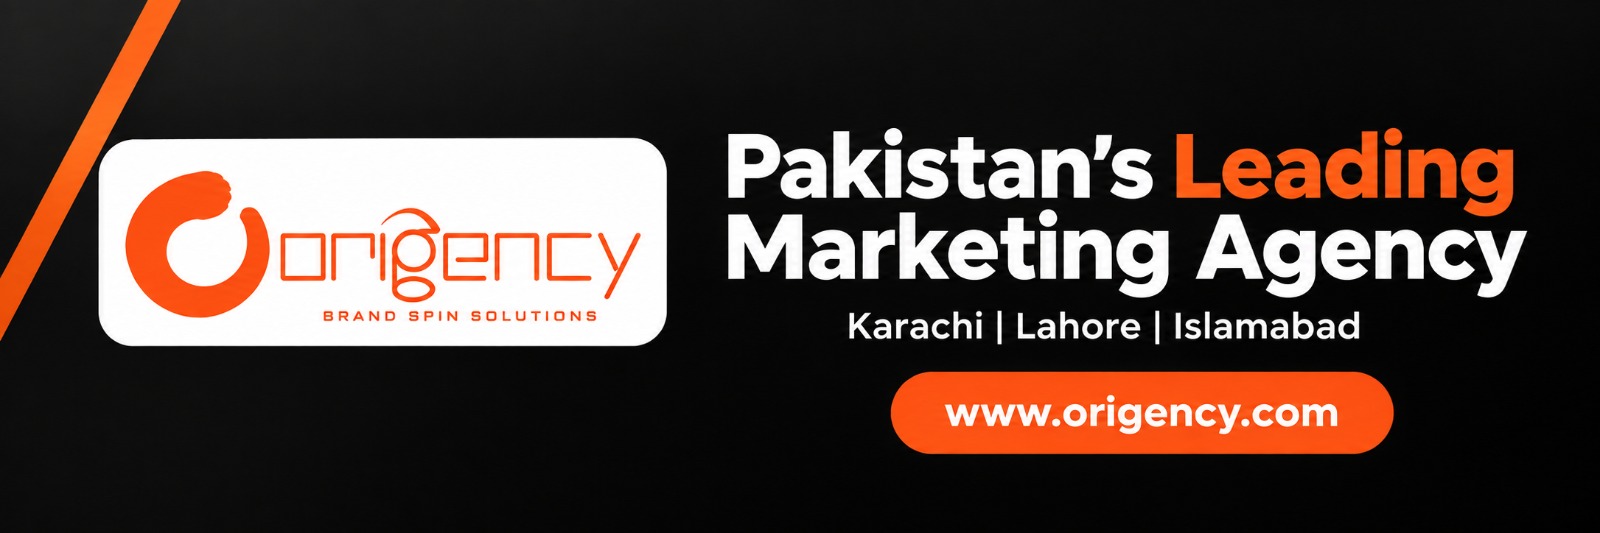 origency
BRAND SPIN SOLUTIONS
Pakistan’s Leading
Marketing Agency
Karachi | Lahore | Islamabad
www.origency.com